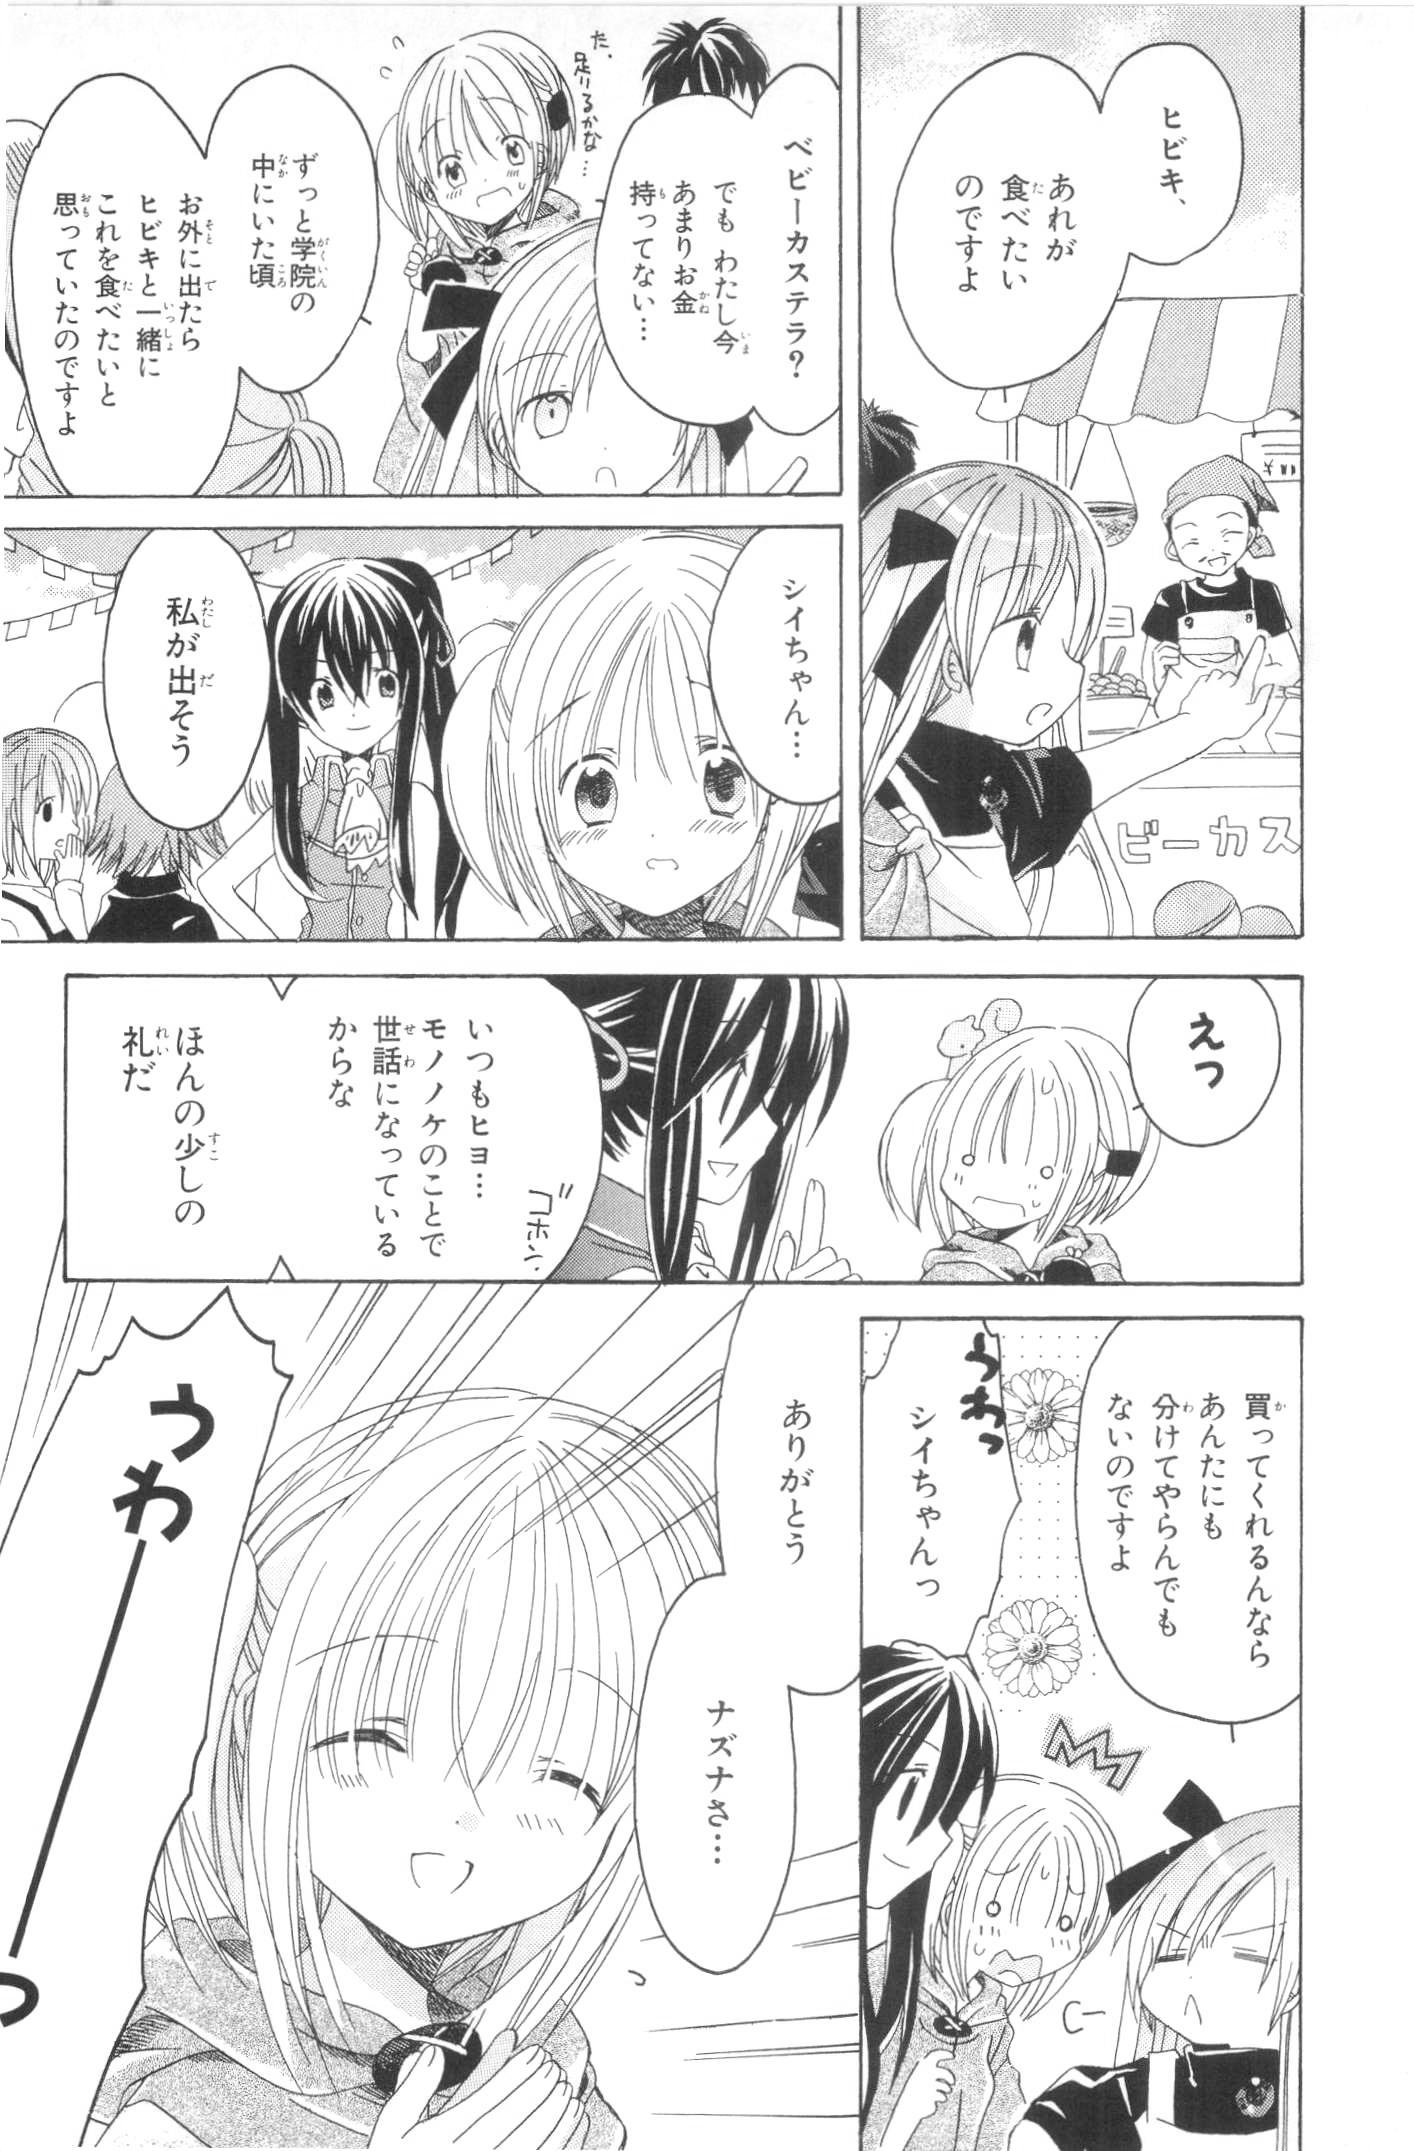 ヒビキ、
あれが
食べたい
のですよ
¥
ビーカス
ベビーカステラ？
でも わたし今
あまりお金
持ってない…
た、
足りるかな…
ずっと学院の
中にいた頃
お外に出たら
ヒビキと一緒に
これを食べたいと
思っていたのですよ
シイちゃん…
私が出そう
えっ
いつもヒヨ…
モノノケのことで
世話になっている
からな
コホン
ほんの少しの
礼だ
買ってくれるんなら
あんたにも
分けてやらんでも
ないのですよ
うわっ
シイちゃんっ
ありがとう
ナズナさ…
うわーっ